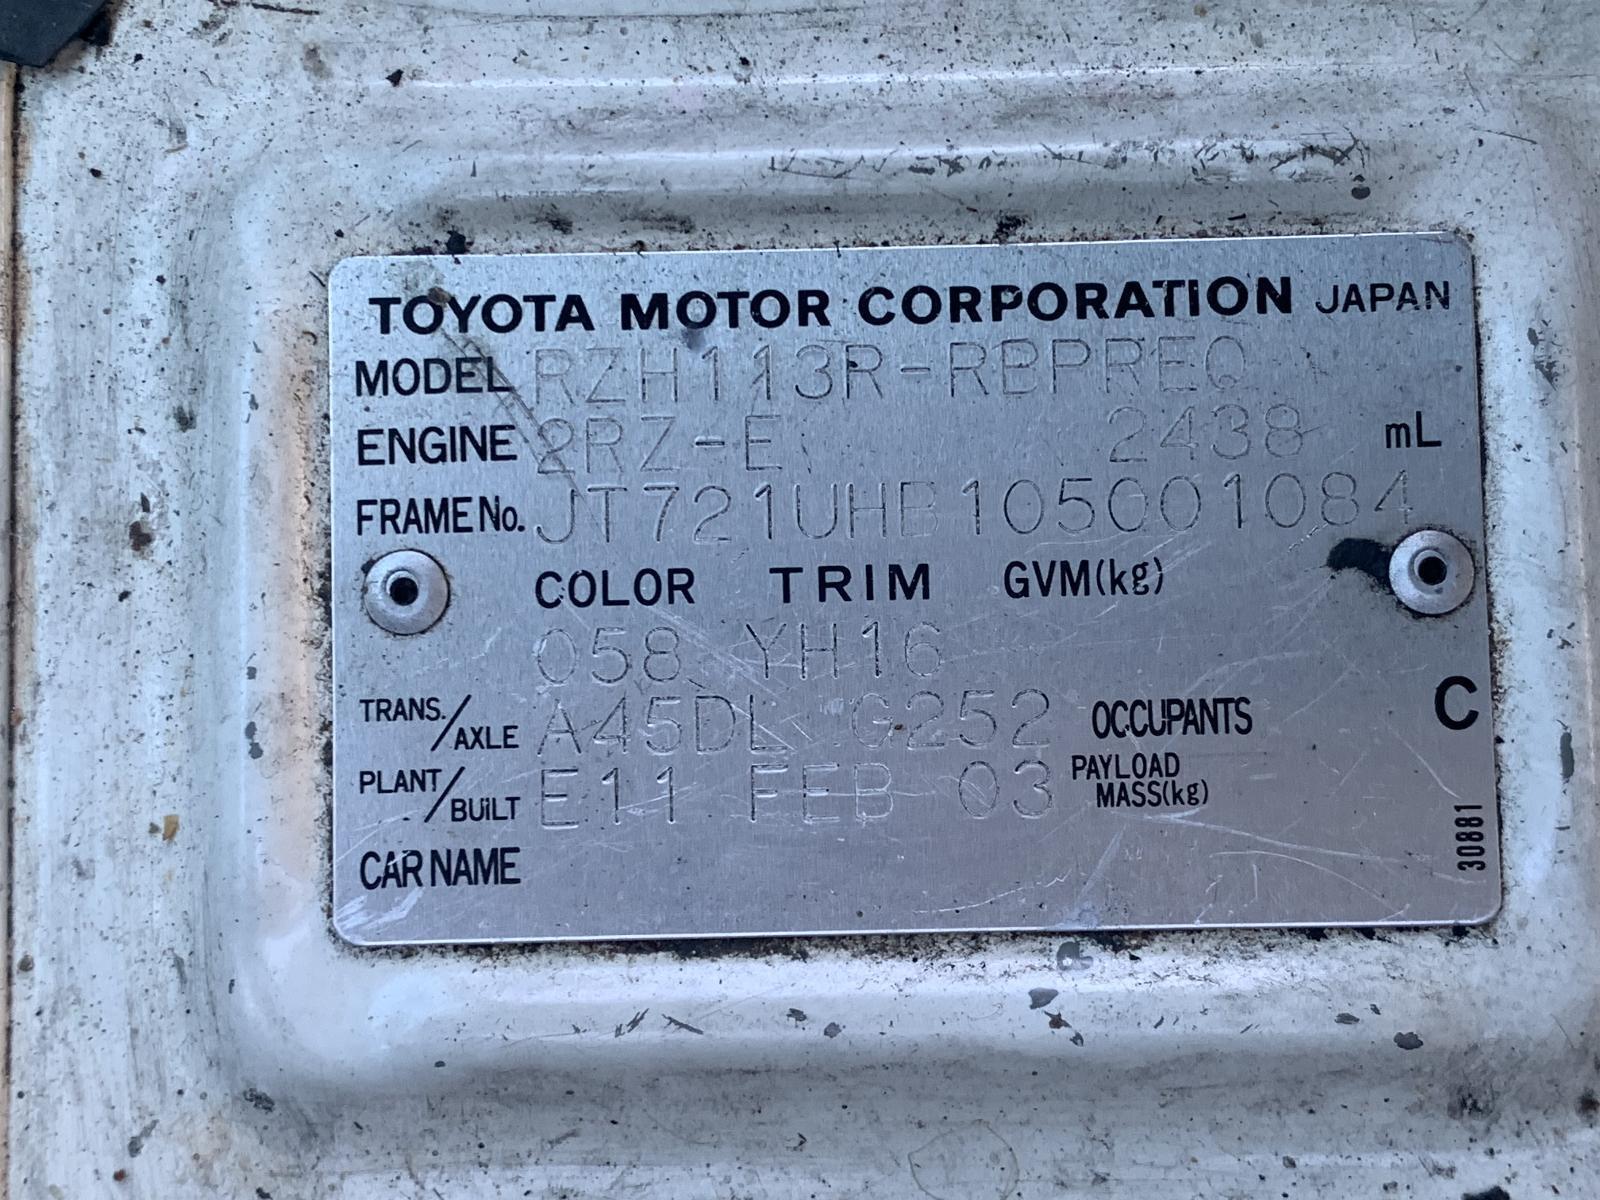 TOYOTA MOTOR CORPORATION JAPAN
MODEL RZH113R-RBPREQ
ENGINE 2RZ-E 2438 mL
FRAME No. JT721UHB105001084
COLOR TRIM GVM(kg)
058 YH16
TRANS./AXLE A45DL G252 OCCUPANTS
C
PLANT/BUILT E11 FEB 03 PAYLOAD MASS(kg)
CAR NAME
30881